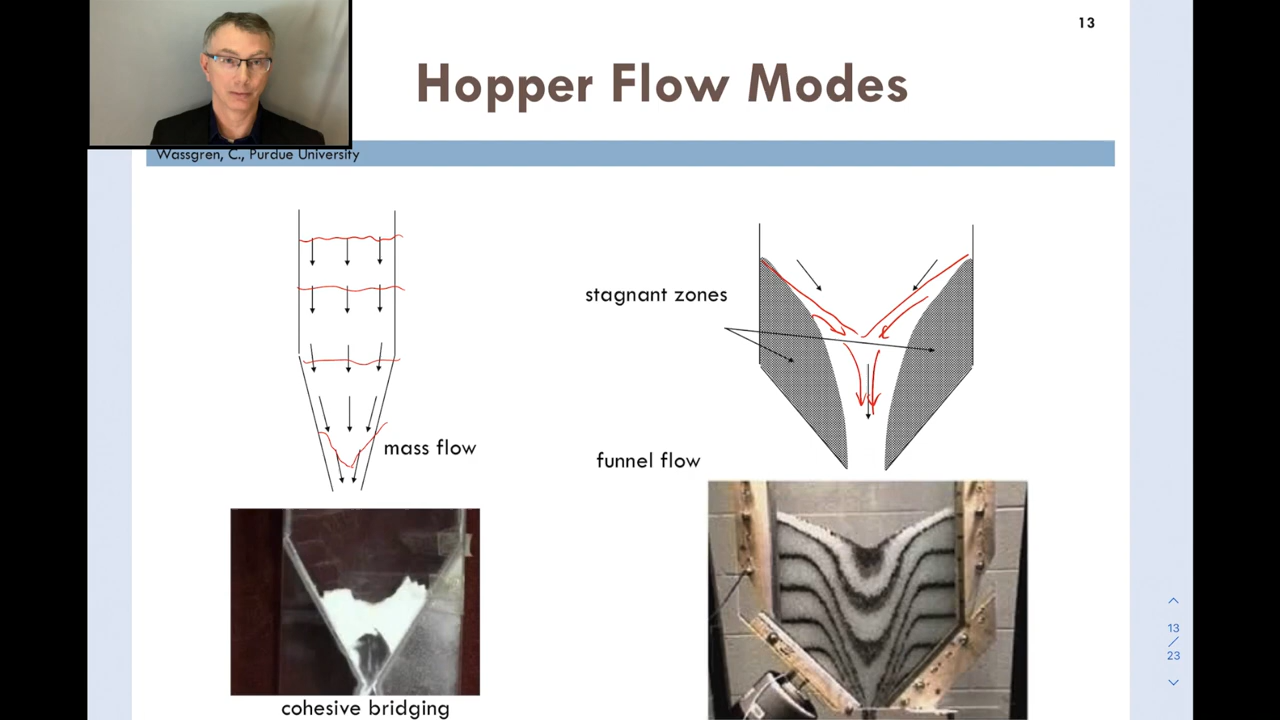 13
Hopper Flow Modes
Wassgren, C., Purdue University
stagnant zones
mass flow
funnel flow
cohesive bridging
13
/
23